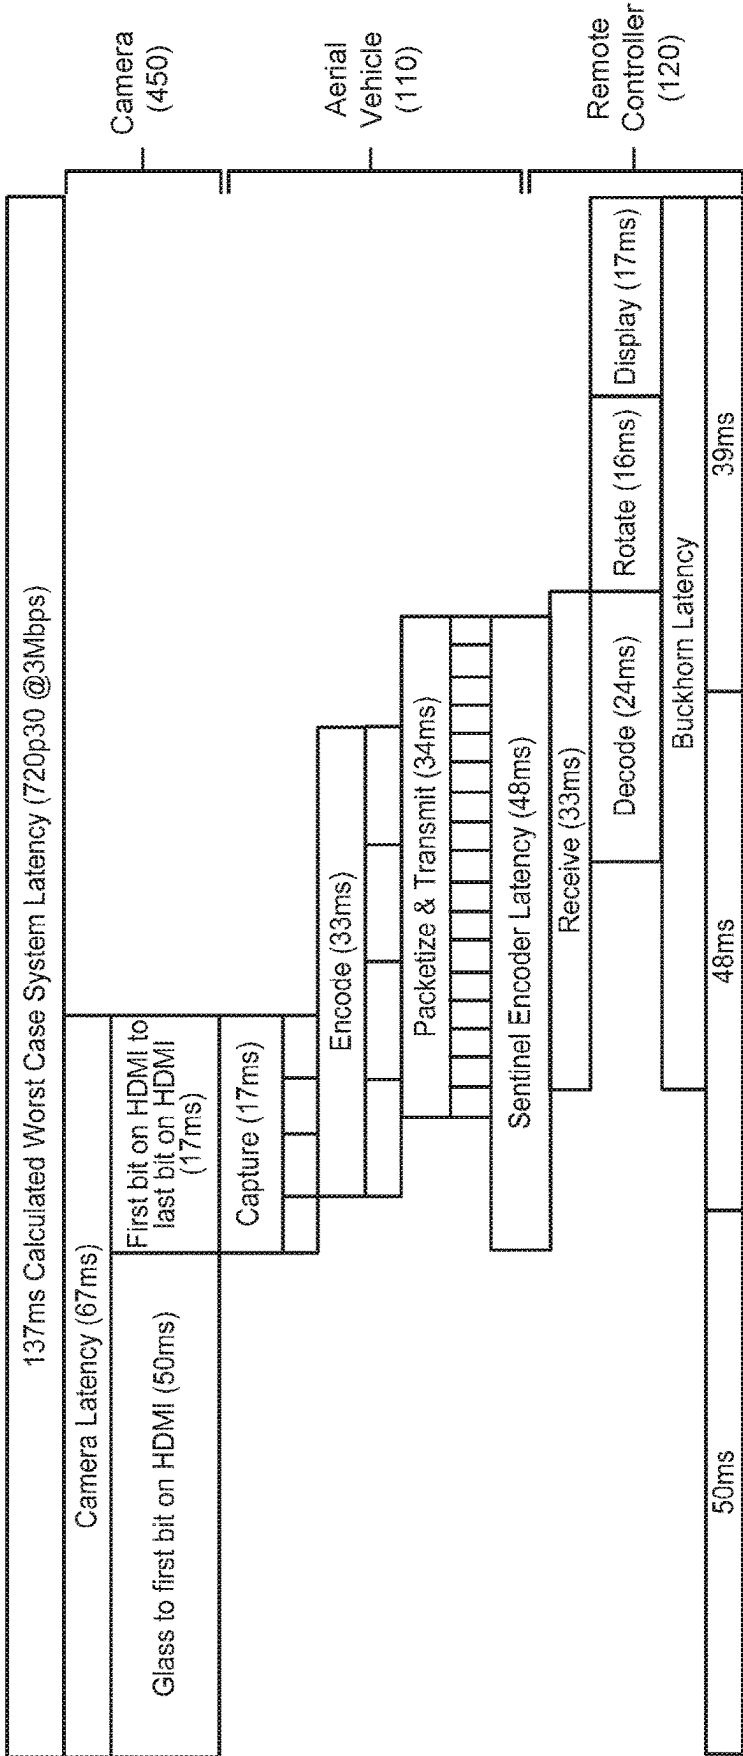 137ms Calculated Worst Case System Latency (720p30 @3Mbps)
Camera Latency (67ms)
Glass to first bit on HDMI (50ms)
First bit on HDMI to
last bit on HDMI
(17ms)
Camera
(450)
Capture (17ms)
Encode (33ms)
Packetize & Transmit (34ms)
Sentinel Encoder Latency (48ms)
Aerial
Vehicle
(110)
Receive (33ms)
Decode (24ms)
Rotate (16ms)
Display (17ms)
Buckhorn Latency
Remote
Controller
(120)
50ms
48ms
39ms